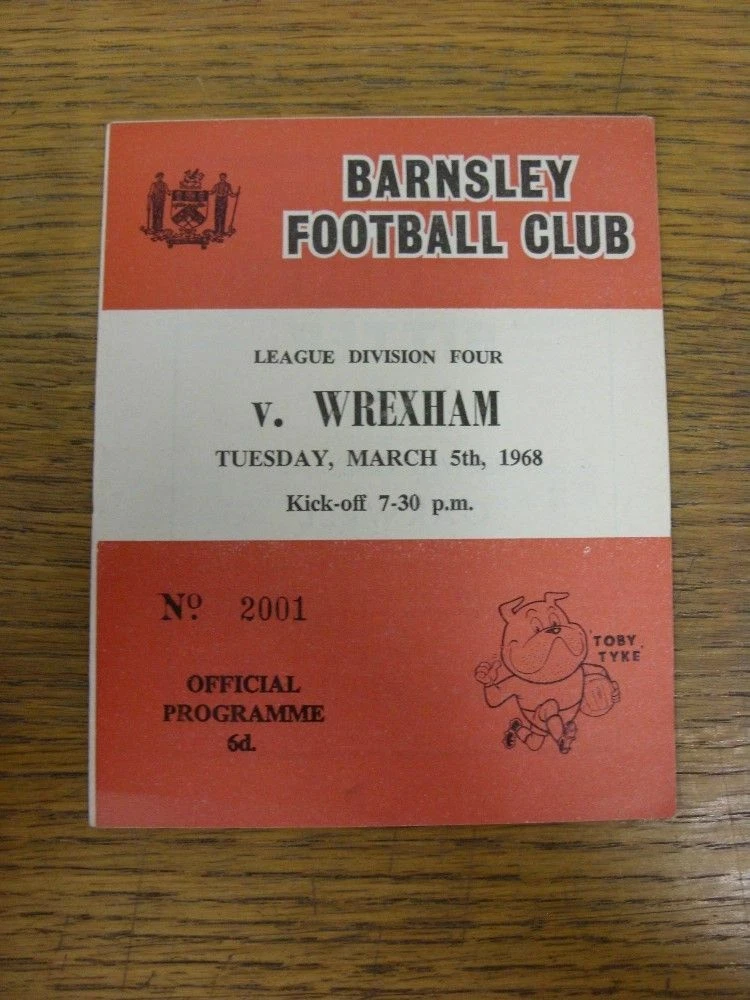 BARNSLEY
FOOTBALL CLUB
LEAGUE DIVISION FOUR
v. WREXHAM
TUESDAY, MARCH 5th, 1968
Kick-off 7-30 p.m.
Nº 2001
OFFICIAL
PROGRAMME
6d.
'TOBY
TYKE'